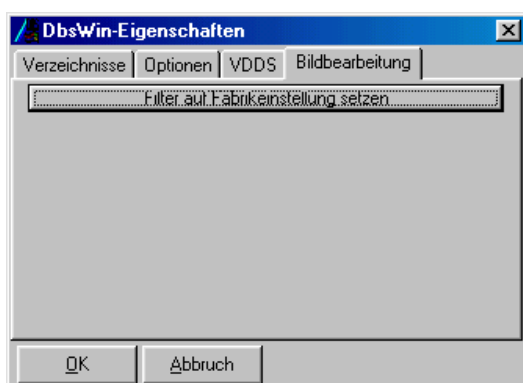 DbsWin-Eigenschaften
Verzeichnisse Optionen VDDS Bildbearbeitung
Filter auf Fabrikeinstellung setzen
OK Abbruch